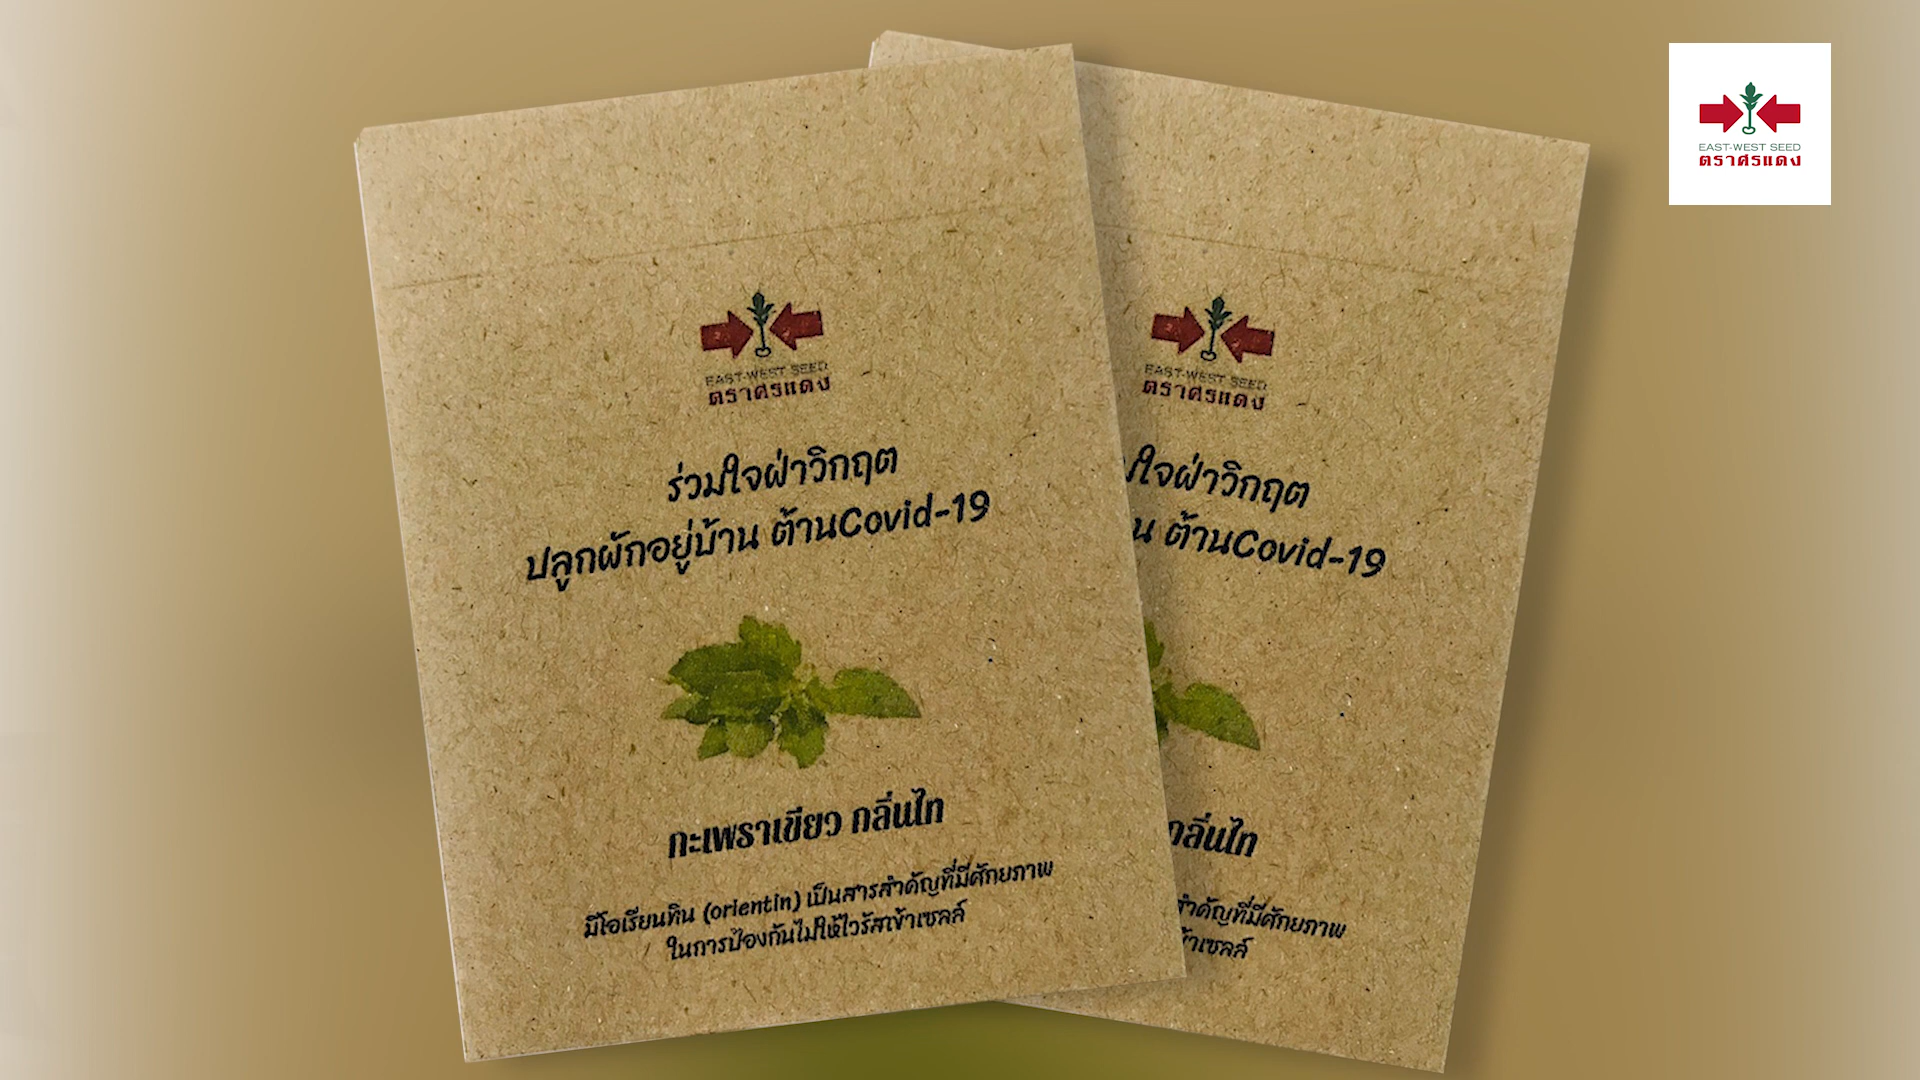 EAST-WEST SEED
ตราศรแดง
EAST-WEST SEED
ตราศรแดง
ร่วมใจฝ่าวิกฤต
ปลูกผักอยู่บ้าน ต้านCovid-19
กะเพราเขียว กลิ่นไท
มีโอเรียนทิน (orientin) เป็นสารสำคัญที่มีศักยภาพ
ในการป้องกันไม่ให้ไวรัสเข้าเซลล์
EAST-WEST SEED
ตราศรแดง
มใจฝ่าวิกฤต
น ต้านCovid-19
กลิ่นไท
สำคัญที่มีศักยภาพ
ข้าเซลล์